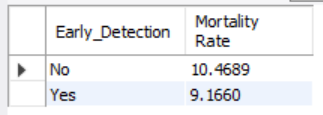 Early_Detection Mortality Rate
No 10.4689
Yes 9.1660